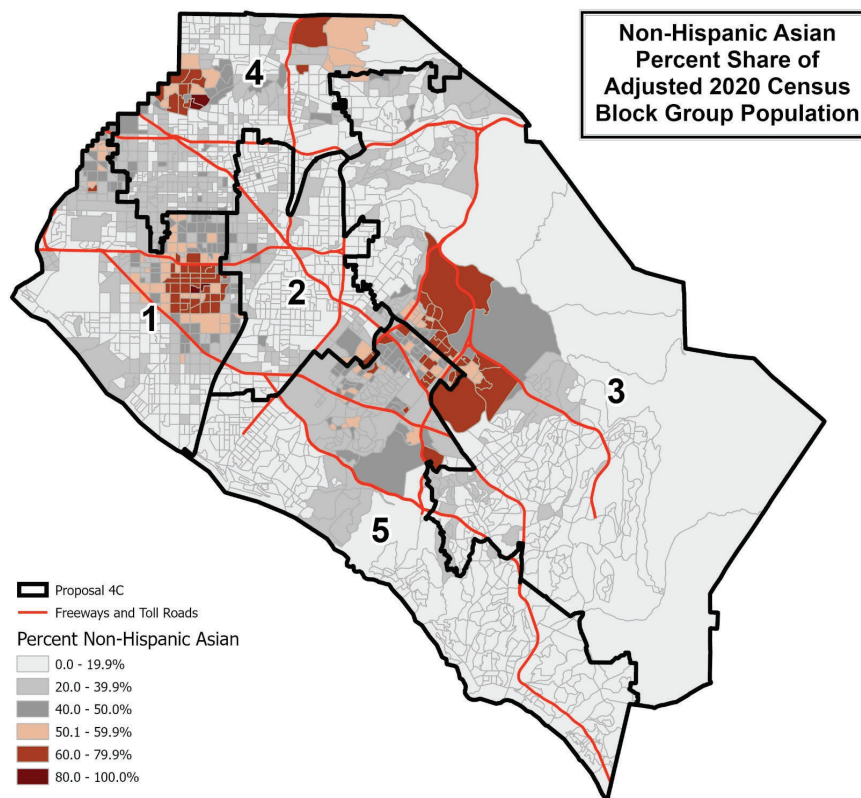 Non-Hispanic Asian
Percent Share of
Adjusted 2020 Census
Block Group Population
4
2
1
3
5
Proposal 4C
Freeways and Toll Roads
Percent Non-Hispanic Asian
0.0 - 19.9%
20.0 - 39.9%
40.0 - 50.0%
50.1 - 59.9%
60.0 - 79.9%
80.0 - 100.0%